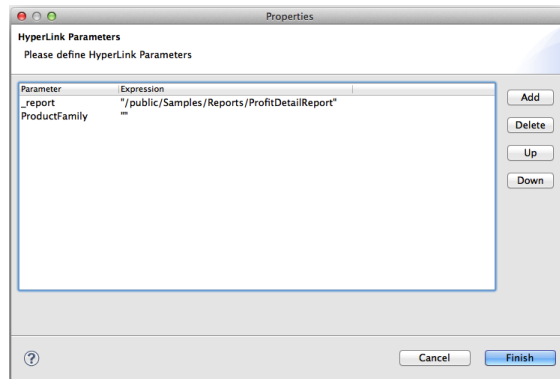 Properties
HyperLink Parameters
Please define HyperLink Parameters
Parameter Expression
_report "/public/Samples/Reports/ProfitDetailReport"
ProductFamily ""
Add
Delete
Up
Down
?
Cancel Finish